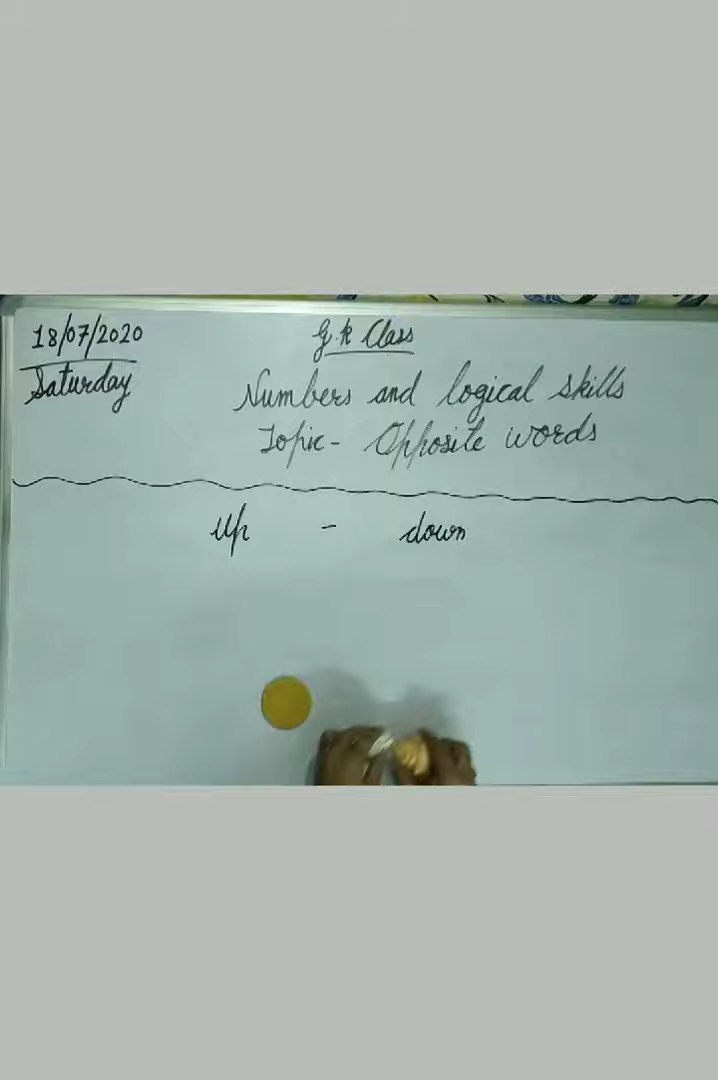 18/07/2020
Saturday
G.K Class
Numbers and logical skills
Topic - Opposite words
up - down